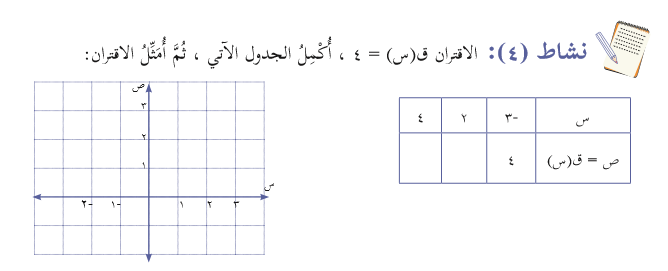 نشاط (٤): الاقتران ق(س) = ٤ ، أُكْمِلُ الجدول الآتي ، ثُمَّ أُمَثِّلُ الاقتران:
س ٣- ٢ ٤
ص = ق(س) ٤
ص
٣
٢
١
س
٢- ١- ١ ٢ ٣